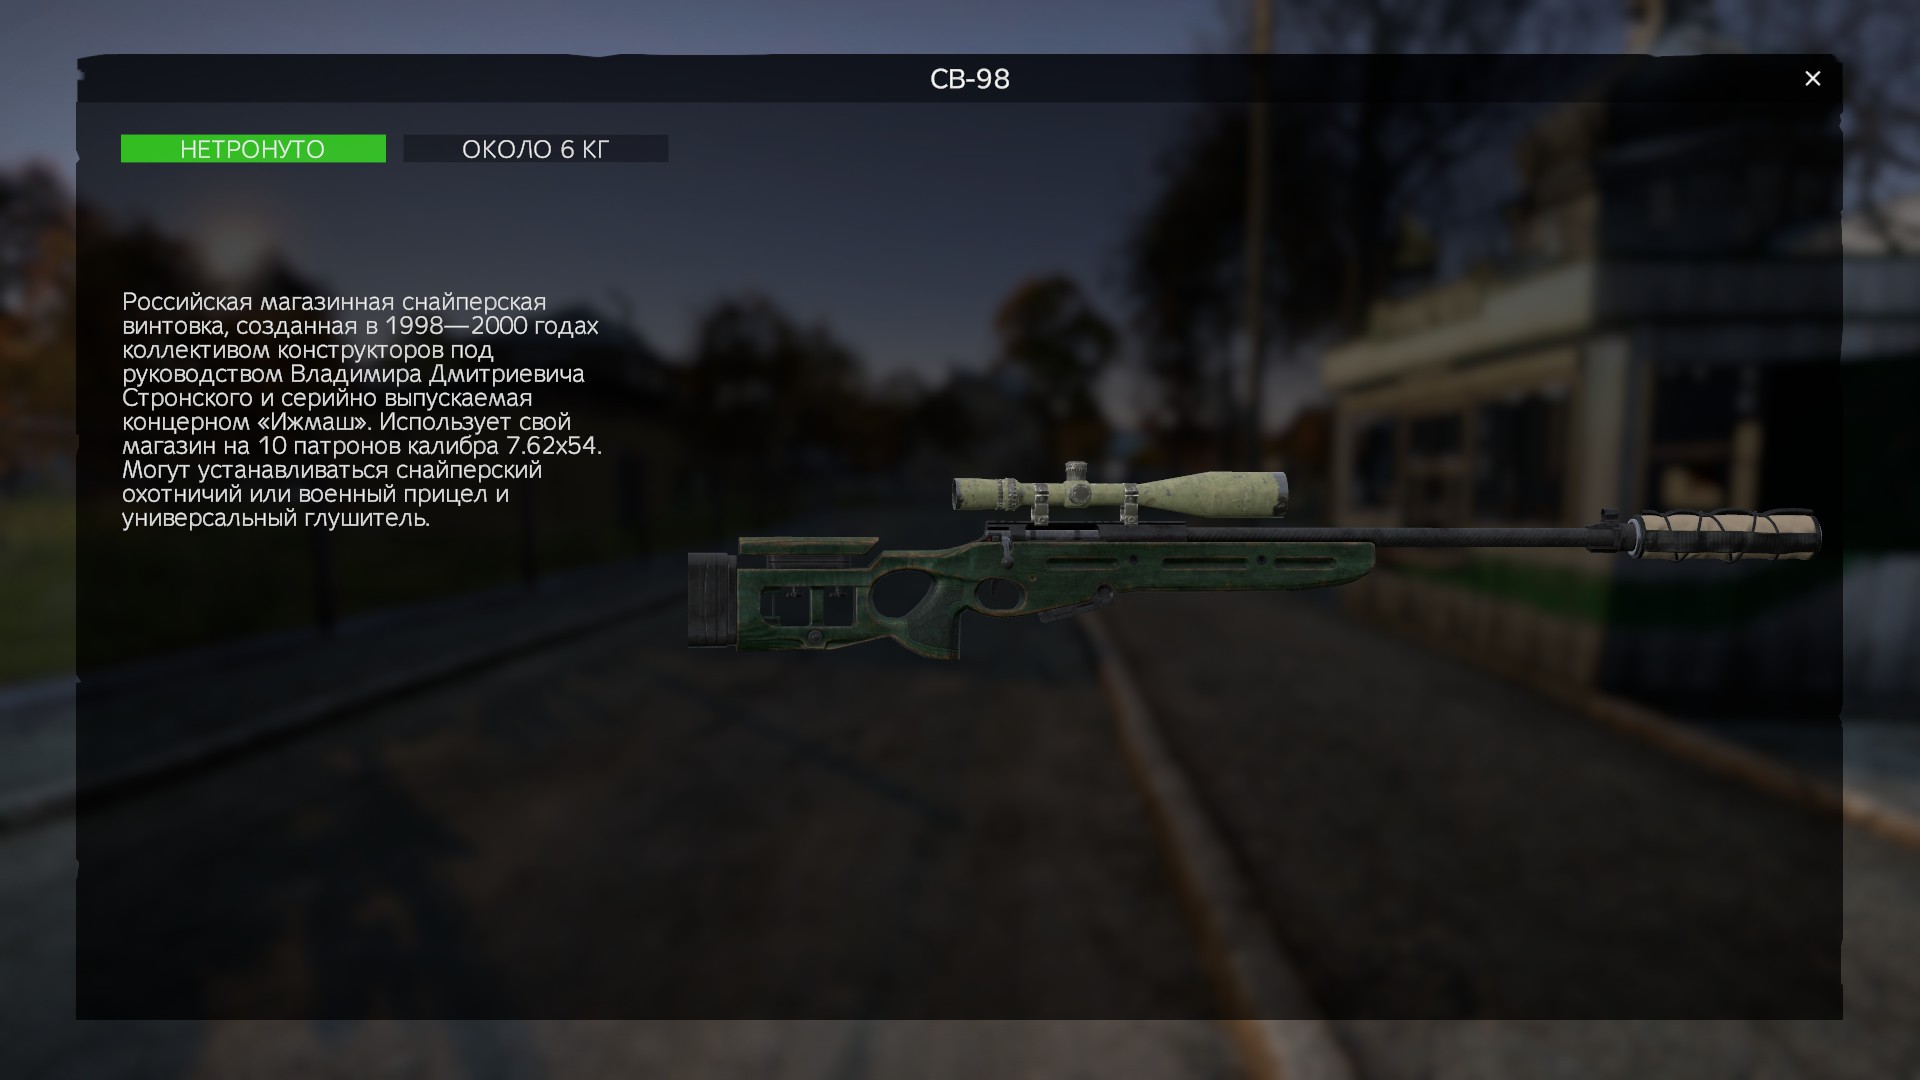 СВ-98
НЕТРОНУТО
ОКОЛО 6 КГ
Российская магазинная снайперская
винтовка, созданная в 1998—2000 годах
коллективом конструкторов под
руководством Владимира Дмитриевича
Стронского и серийно выпускаемая
концерном «Ижмаш». Использует свой
магазин на 10 патронов калибра 7.62x54.
Могут устанавливаться снайперский
охотничий или военный прицел и
универсальный глушитель.